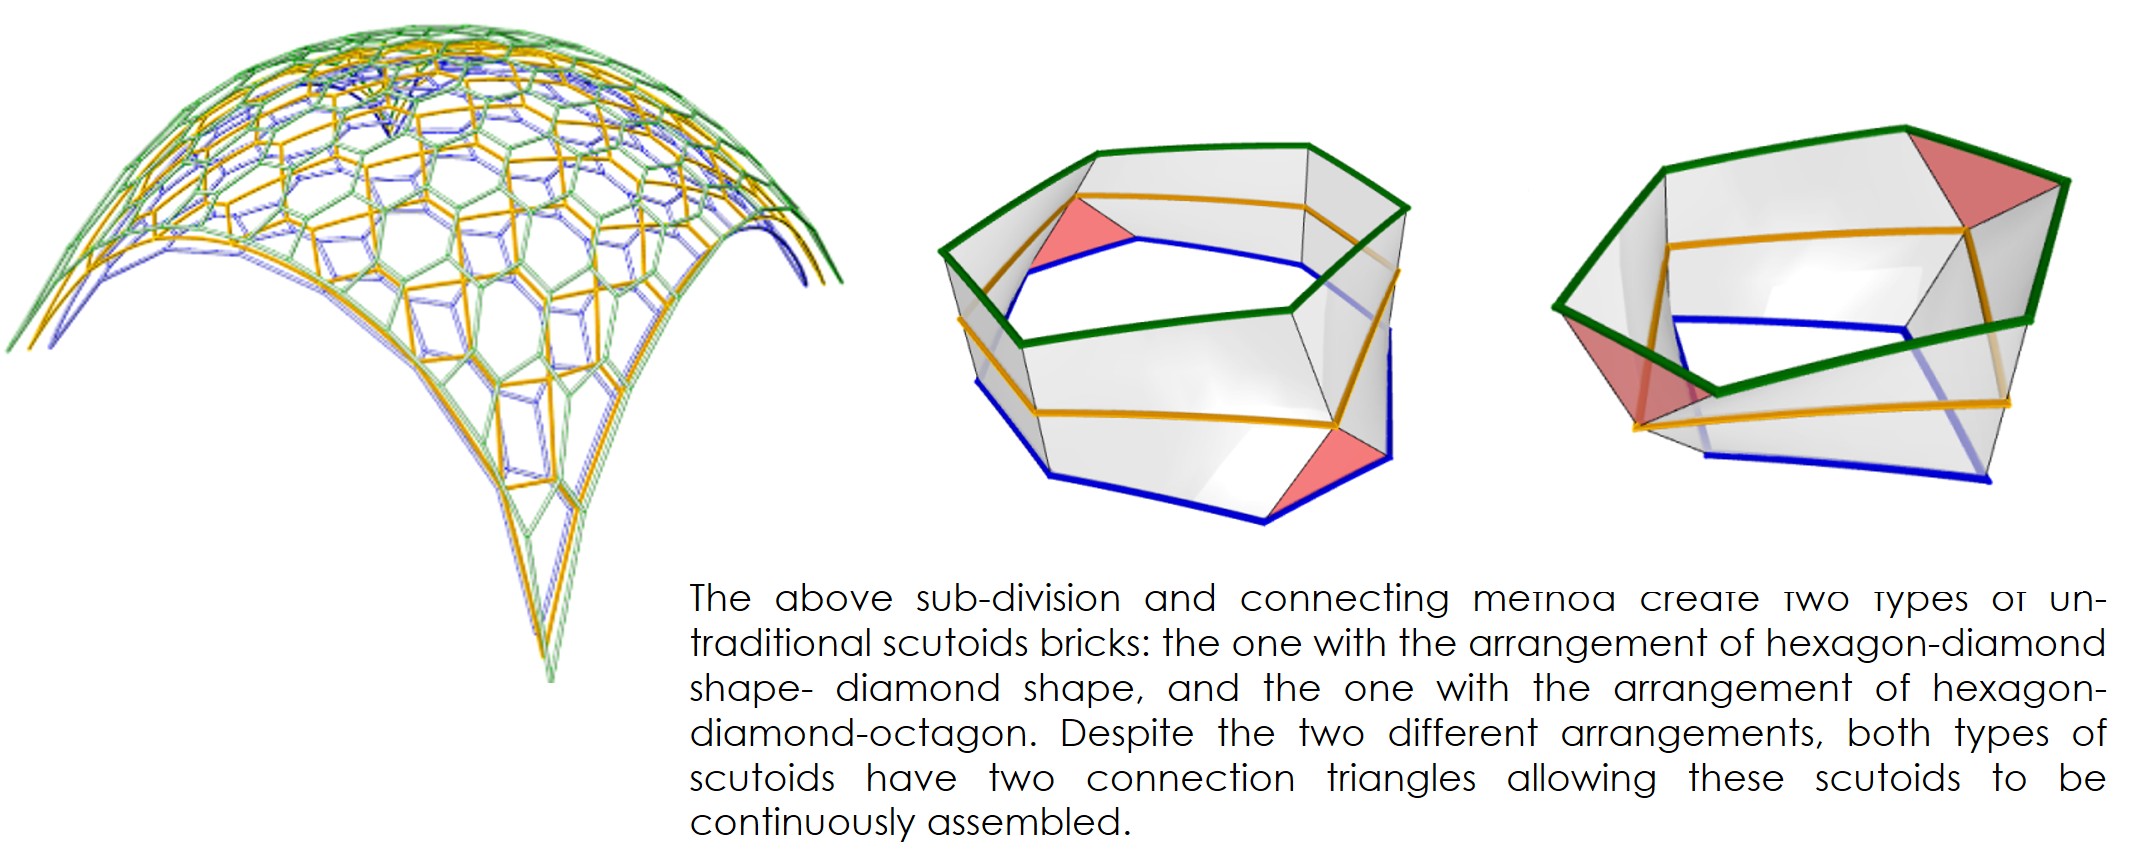 The above sub-division and connecting method create two types of un-
traditional scutoids bricks: the one with the arrangement of hexagon-diamond
shape- diamond shape, and the one with the arrangement of hexagon-
diamond-octagon. Despite the two different arrangements, both types of
scutoids have two connection triangles allowing these scutoids to be
continuously assembled.